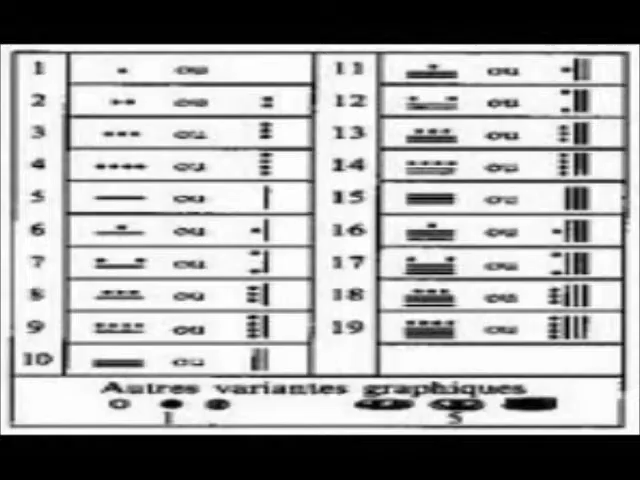 1 ou 11 ou
2 ou 12 ou
3 ou 13 ou
4 ou 14 ou
5 ou 15 ou
6 ou 16 ou
7 ou 17 ou
8 ou 18 ou
9 ou 19 ou
10 ou
Autres variantes graphiques
1 5